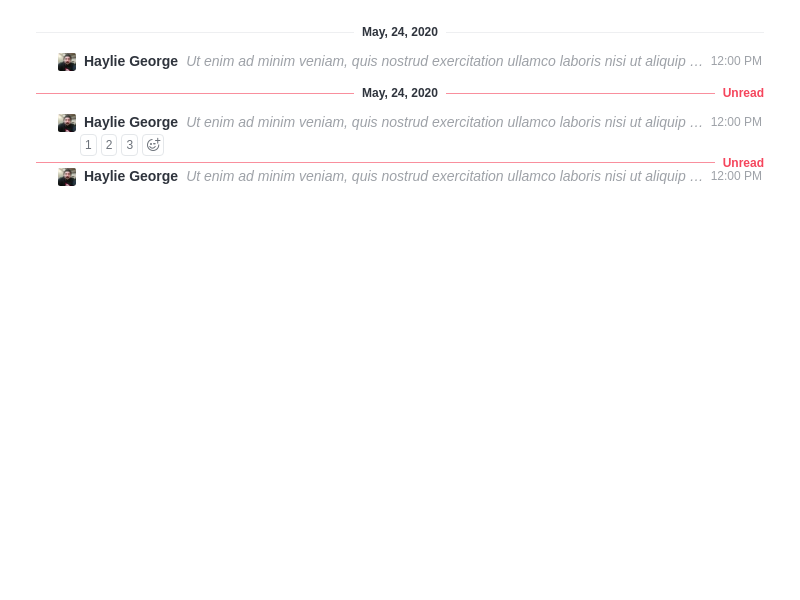 May, 24, 2020
Haylie George Ut enim ad minim veniam, quis nostrud exercitation ullamco laboris nisi ut aliquip … 12:00 PM
May, 24, 2020 Unread
Haylie George Ut enim ad minim veniam, quis nostrud exercitation ullamco laboris nisi ut aliquip … 12:00 PM
1 2 3
Unread
Haylie George Ut enim ad minim veniam, quis nostrud exercitation ullamco laboris nisi ut aliquip … 12:00 PM